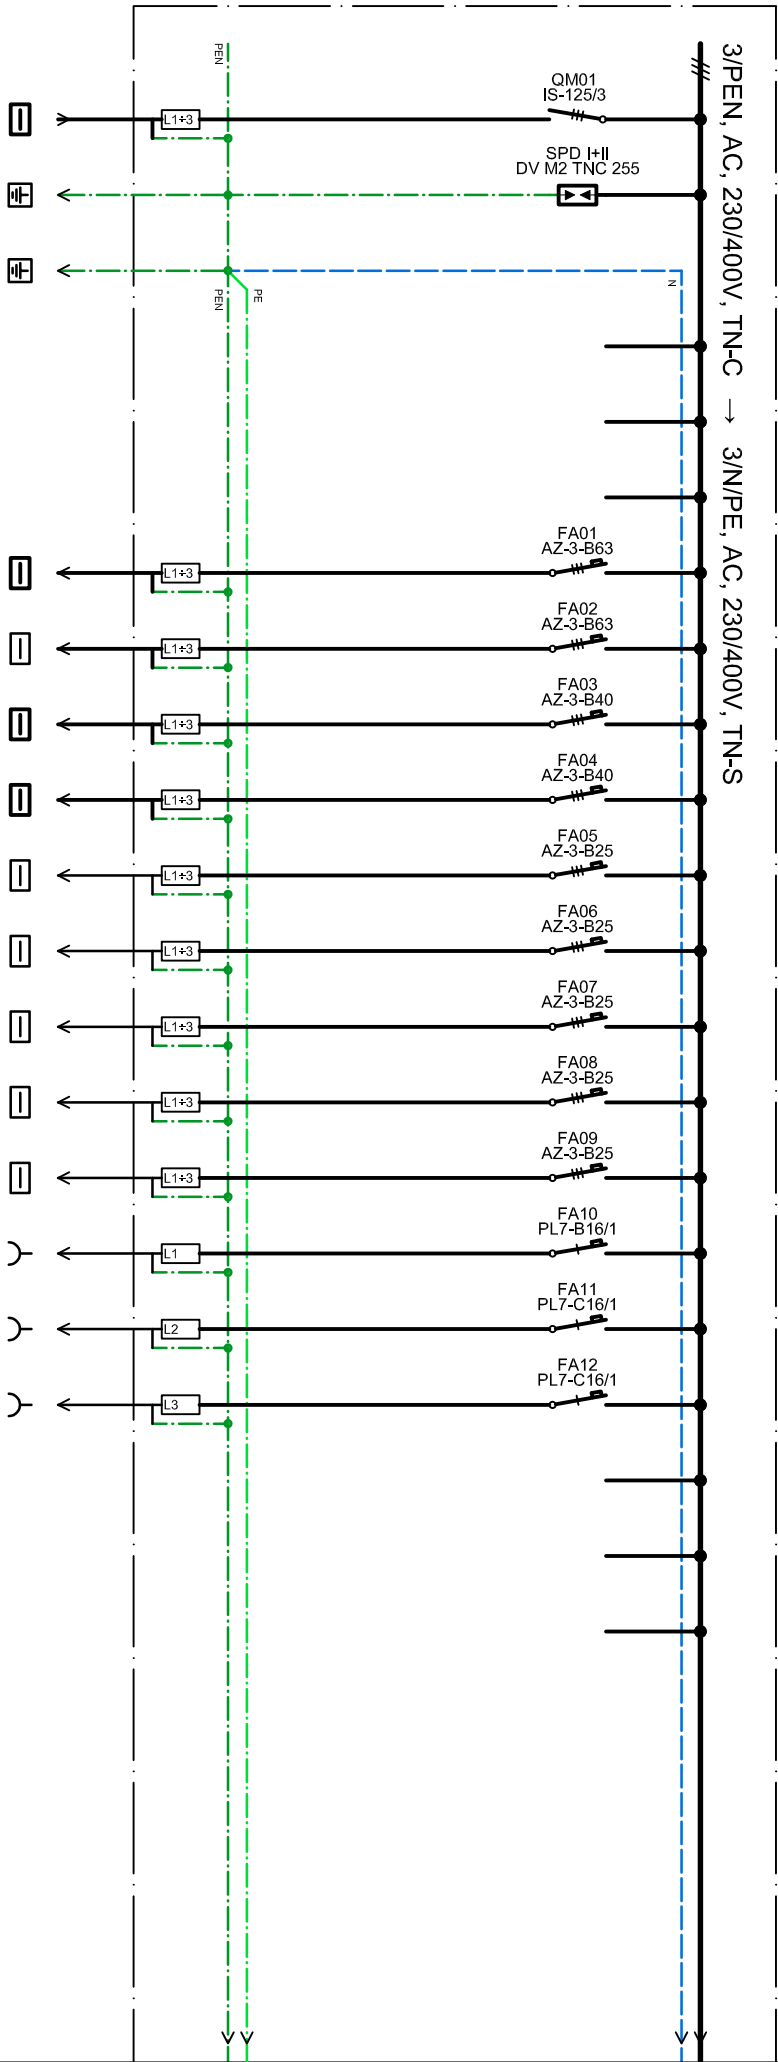 3/PEN, AC, 230/400V, TN-C → 3/N/PE, AC, 230/400V, TN-S
PEN
QM01
IS-125/3
L1÷3
SPD I+II
DV M2 TNC 255
PEN
PE
N
FA01
AZ-3-B63
L1÷3
FA02
AZ-3-B63
L1÷3
FA03
AZ-3-B40
L1÷3
FA04
AZ-3-B40
L1÷3
FA05
AZ-3-B25
L1÷3
FA06
AZ-3-B25
L1÷3
FA07
AZ-3-B25
L1÷3
FA08
AZ-3-B25
L1÷3
FA09
AZ-3-B25
L1÷3
FA10
PL7-B16/1
L1
FA11
PL7-C16/1
L2
FA12
PL7-C16/1
L3